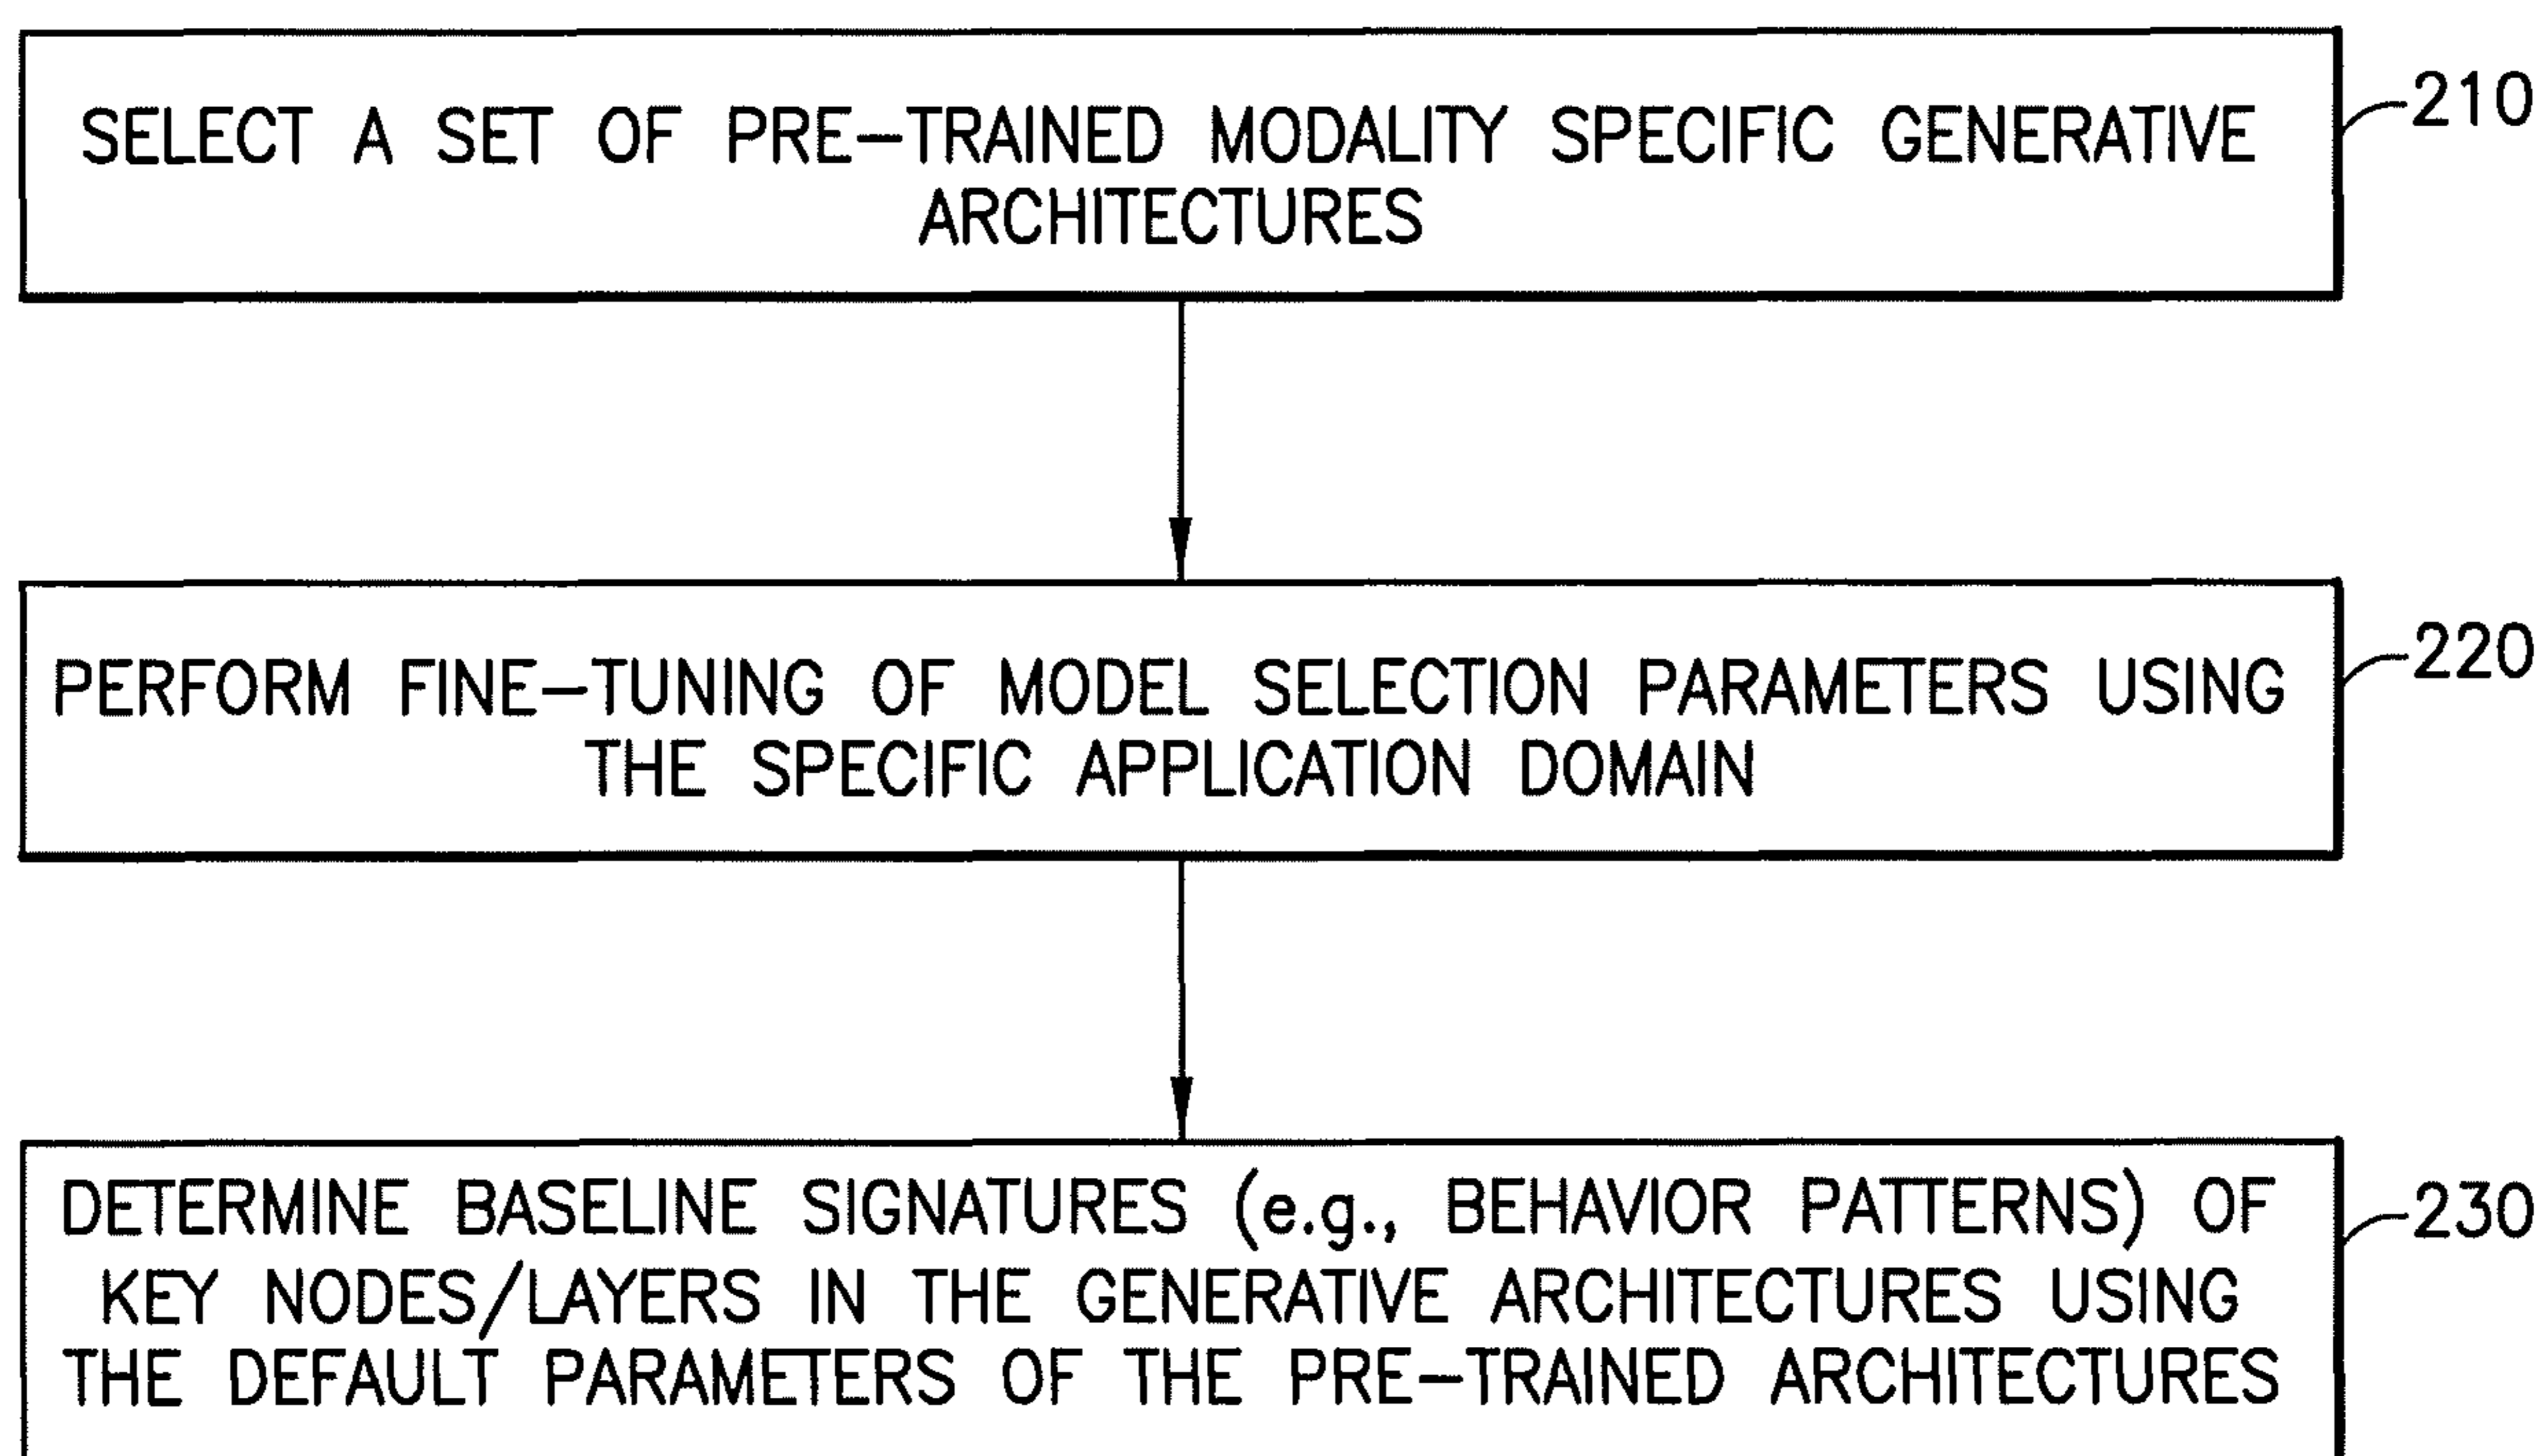 SELECT A SET OF PRE-TRAINED MODALITY SPECIFIC GENERATIVE
ARCHITECTURES
210
PERFORM FINE-TUNING OF MODEL SELECTION PARAMETERS USING
THE SPECIFIC APPLICATION DOMAIN
220
DETERMINE BASELINE SIGNATURES (e.g., BEHAVIOR PATTERNS) OF
KEY NODES/LAYERS IN THE GENERATIVE ARCHITECTURES USING
THE DEFAULT PARAMETERS OF THE PRE-TRAINED ARCHITECTURES
230